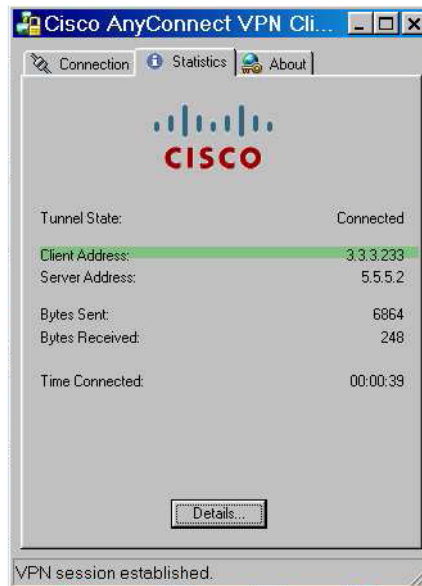 Cisco AnyConnect VPN Cli...
Connection Statistics About
CISCO
Tunnel State: Connected
Client Address: 3.3.3.233
Server Address: 5.5.5.2
Bytes Sent: 6864
Bytes Received: 248
Time Connected: 00:00:39
Details...
VPN session established.